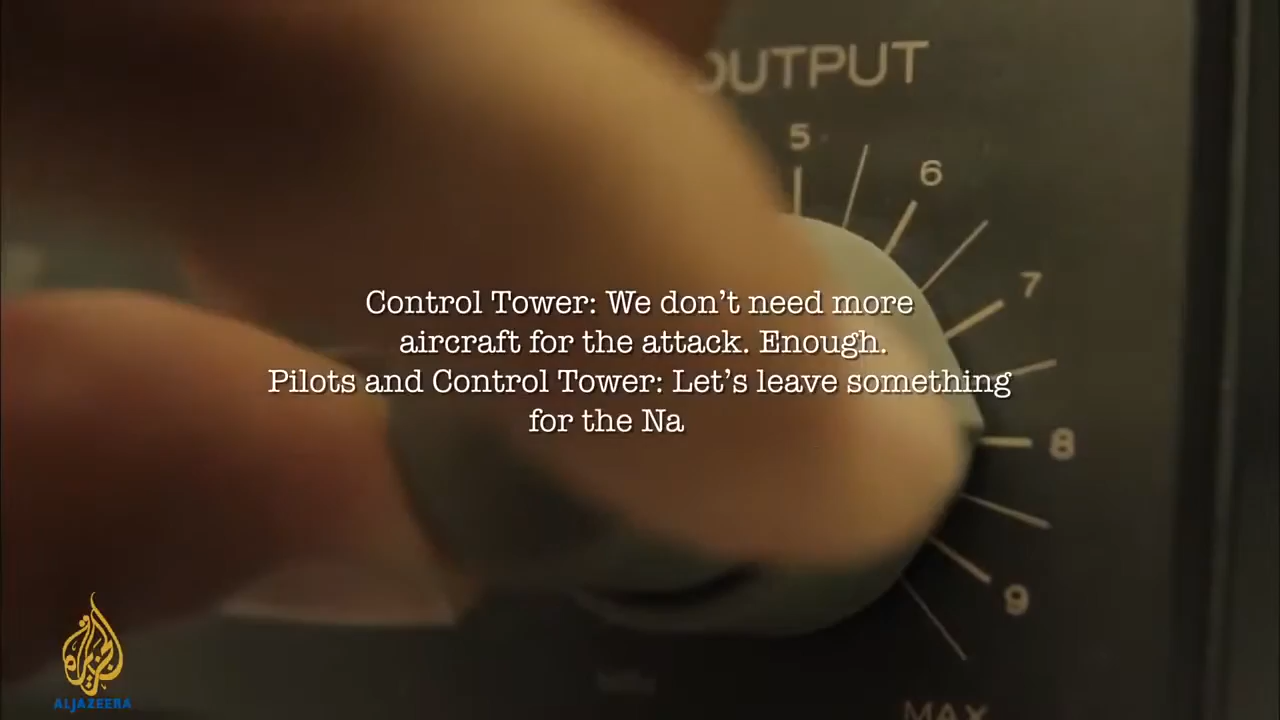 OUTPUT
5
6
7
8
9
MAX
Control Tower: We don't need more
aircraft for the attack. Enough.
Pilots and Control Tower: Let's leave something
for the Na
الجزيرة
ALJAZEERA